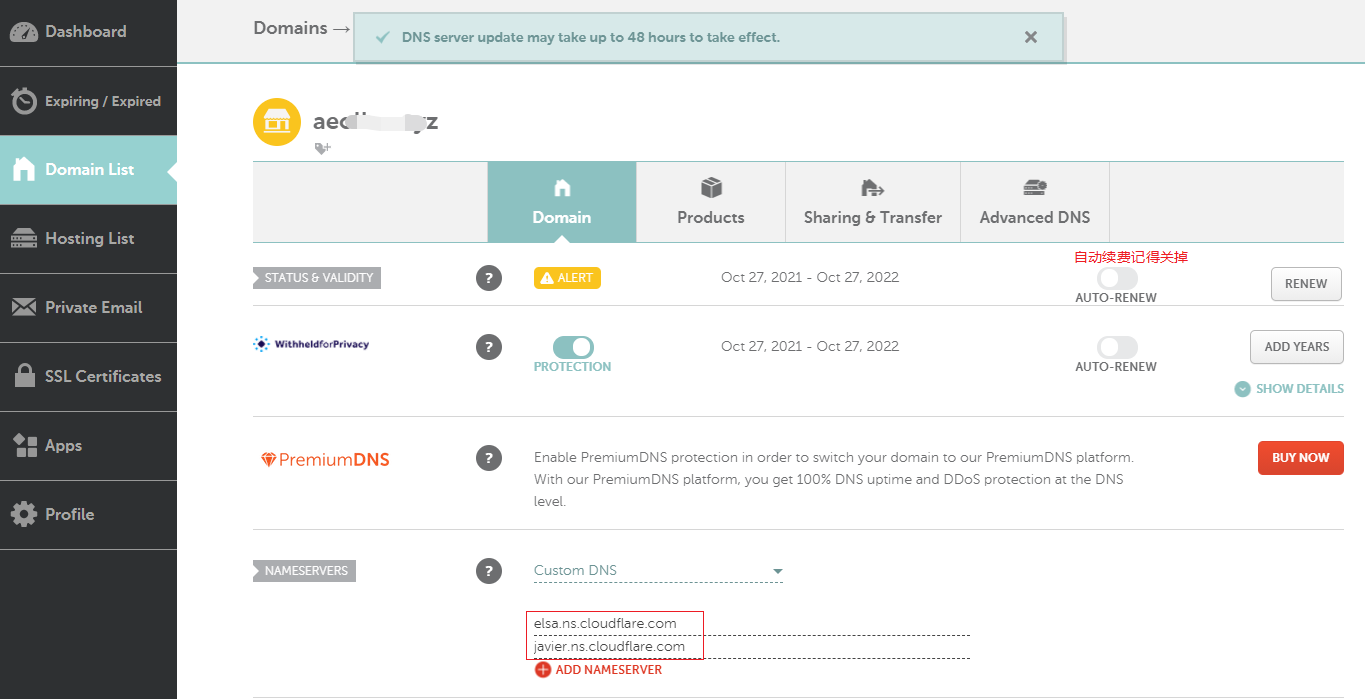 Dashboard
Expiring / Expired
Domain List
Hosting List
Private Email
SSL Certificates
Apps
Profile
Domains →
DNS server update may take up to 48 hours to take effect.
Domain
Products
Sharing & Transfer
Advanced DNS
STATUS & VALIDITY
?
ALERT
Oct 27, 2021 - Oct 27, 2022
自动续费记得关掉
AUTO-RENEW
RENEW
WithheldforPrivacy
?
PROTECTION
Oct 27, 2021 - Oct 27, 2022
AUTO-RENEW
ADD YEARS
SHOW DETAILS
PremiumDNS
?
Enable PremiumDNS protection in order to switch your domain to our PremiumDNS platform.
With our PremiumDNS platform, you get 100% DNS uptime and DDoS protection at the DNS
level.
BUY NOW
NAMESERVERS
?
Custom DNS
elsa.ns.cloudflare.com
javier.ns.cloudflare.com
ADD NAMESERVER